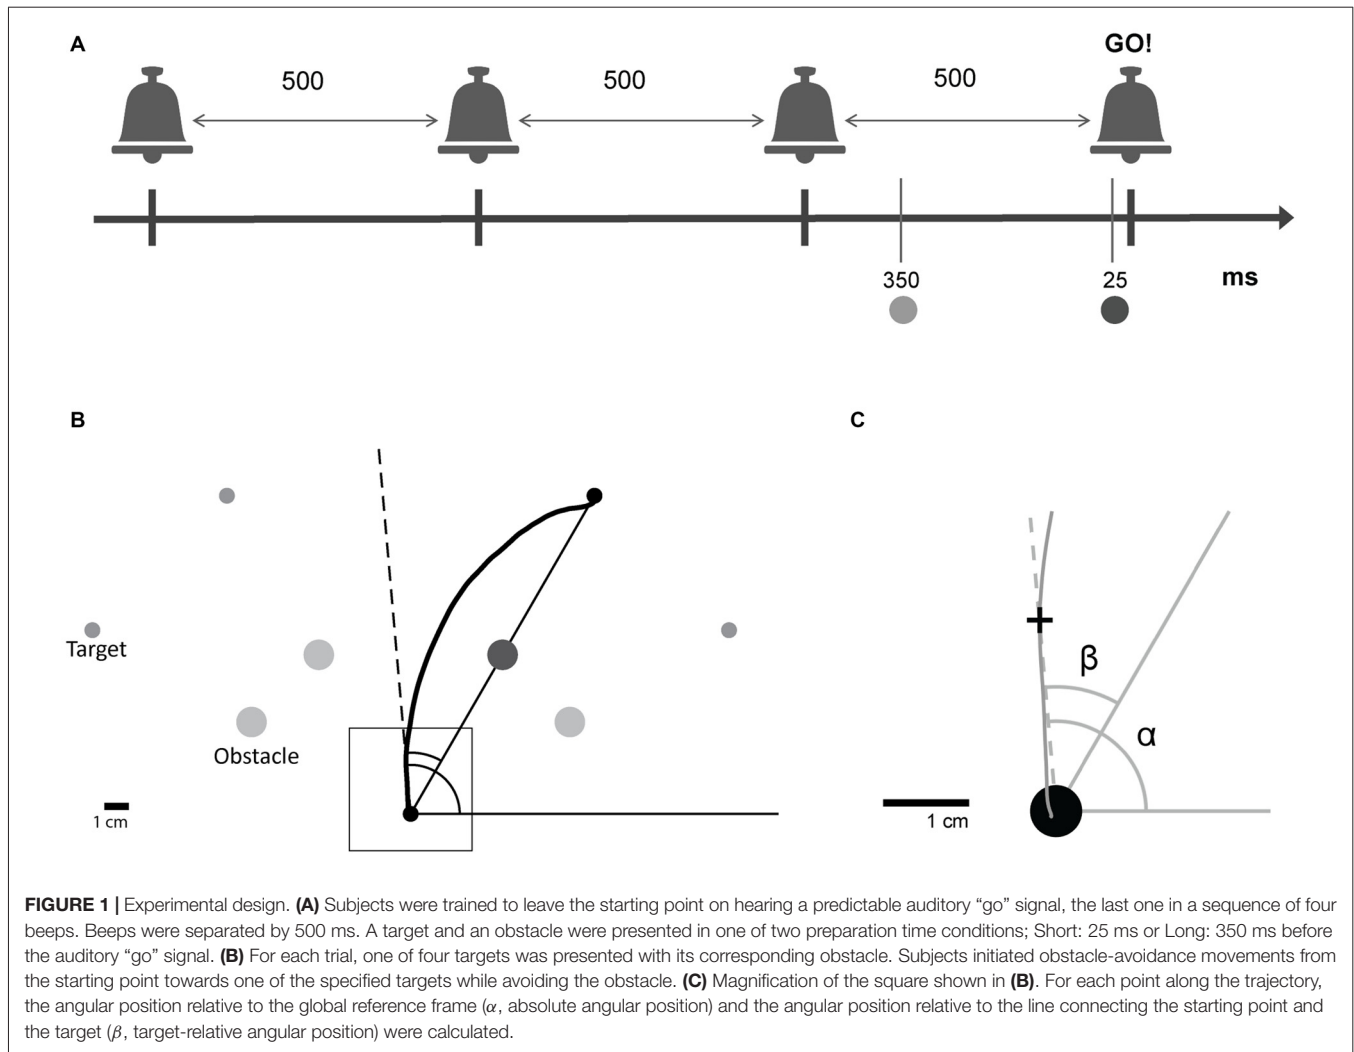 A
GO!
500
500
500
350
25
ms
B
C
Target
Obstacle
1 cm
β
α
1 cm
FIGURE 1 | Experimental design. (A) Subjects were trained to leave the starting point on hearing a predictable auditory “go” signal, the last one in a sequence of four
beeps. Beeps were separated by 500 ms. A target and an obstacle were presented in one of two preparation time conditions; Short: 25 ms or Long: 350 ms before
the auditory “go” signal. (B) For each trial, one of four targets was presented with its corresponding obstacle. Subjects initiated obstacle-avoidance movements from
the starting point towards one of the specified targets while avoiding the obstacle. (C) Magnification of the square shown in (B). For each point along the trajectory,
the angular position relative to the global reference frame (α, absolute angular position) and the angular position relative to the line connecting the starting point and
the target (β, target-relative angular position) were calculated.